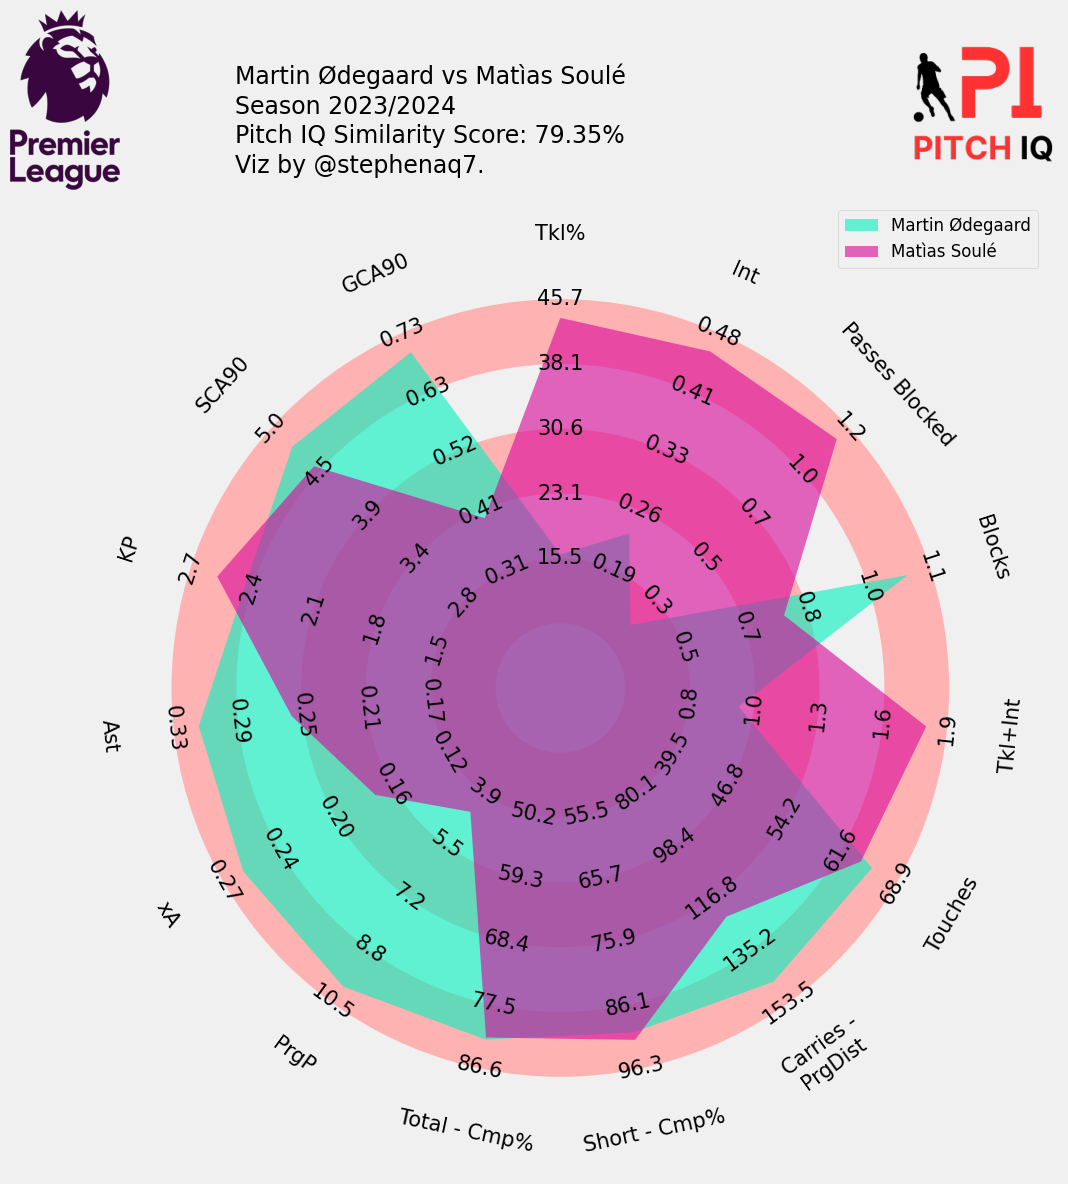 Martin Ødegaard vs Matìas Soulé
Season 2023/2024
Pitch IQ Similarity Score: 79.35%
Viz by @stephenaq7.
Premier
League
PI
PITCH IQ
Martin Ødegaard
Matìas Soulé
Tkl%
45.7
38.1
30.6
23.1
15.5
Int
0.48
0.41
0.33
0.26
0.19
Passes Blocked
1.2
1.0
0.7
0.5
0.3
Blocks
1.1
1.0
0.8
0.7
0.5
Tkl+Int
1.9
1.6
1.3
1.0
0.8
Touches
68.9
61.6
54.2
46.8
39.5
Carries -
PrgDist
153.5
135.2
116.8
98.4
80.1
Short - Cmp%
96.3
86.1
75.9
65.7
55.5
Total - Cmp%
86.6
77.5
68.4
59.3
50.2
PrgP
10.5
8.8
7.2
5.5
3.9
xA
0.27
0.24
0.20
0.16
0.12
Ast
0.33
0.29
0.25
0.21
0.17
KP
2.7
2.4
2.1
1.8
1.5
SCA90
5.0
4.5
3.9
3.4
2.8
GCA90
0.73
0.63
0.52
0.41
0.31